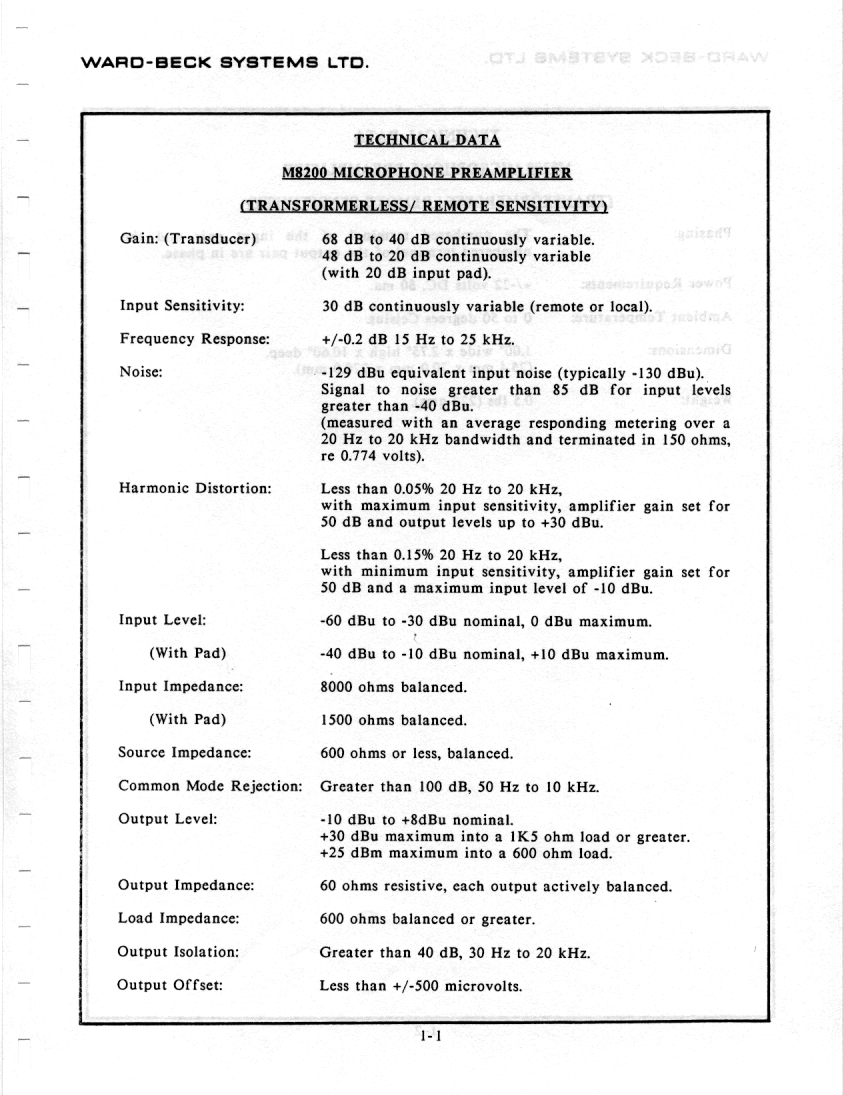 WARD-BECK SYSTEMS LTD.
TECHNICAL DATA
M8200 MICROPHONE PREAMPLIFIER
(TRANSFORMERLESS/ REMOTE SENSITIVITY)
Gain: (Transducer) 68 dB to 40 dB continuously variable.
48 dB to 20 dB continuously variable
(with 20 dB input pad).
Input Sensitivity: 30 dB continuously variable (remote or local).
Frequency Response: +/-0.2 dB 15 Hz to 25 kHz.
Noise: -129 dBu equivalent input noise (typically -130 dBu).
Signal to noise greater than 85 dB for input levels
greater than -40 dBu.
(measured with an average responding metering over a
20 Hz to 20 kHz bandwidth and terminated in 150 ohms,
re 0.774 volts).
Harmonic Distortion: Less than 0.05% 20 Hz to 20 kHz,
with maximum input sensitivity, amplifier gain set for
50 dB and output levels up to +30 dBu.
Less than 0.15% 20 Hz to 20 kHz,
with minimum input sensitivity, amplifier gain set for
50 dB and a maximum input level of -10 dBu.
Input Level: -60 dBu to -30 dBu nominal, 0 dBu maximum.
(With Pad) -40 dBu to -10 dBu nominal, +10 dBu maximum.
Input Impedance: 8000 ohms balanced.
(With Pad) 1500 ohms balanced.
Source Impedance: 600 ohms or less, balanced.
Common Mode Rejection: Greater than 100 dB, 50 Hz to 10 kHz.
Output Level: -10 dBu to +8dBu nominal.
+30 dBu maximum into a 1K5 ohm load or greater.
+25 dBm maximum into a 600 ohm load.
Output Impedance: 60 ohms resistive, each output actively balanced.
Load Impedance: 600 ohms balanced or greater.
Output Isolation: Greater than 40 dB, 30 Hz to 20 kHz.
Output Offset: Less than +/-500 microvolts.
1-1